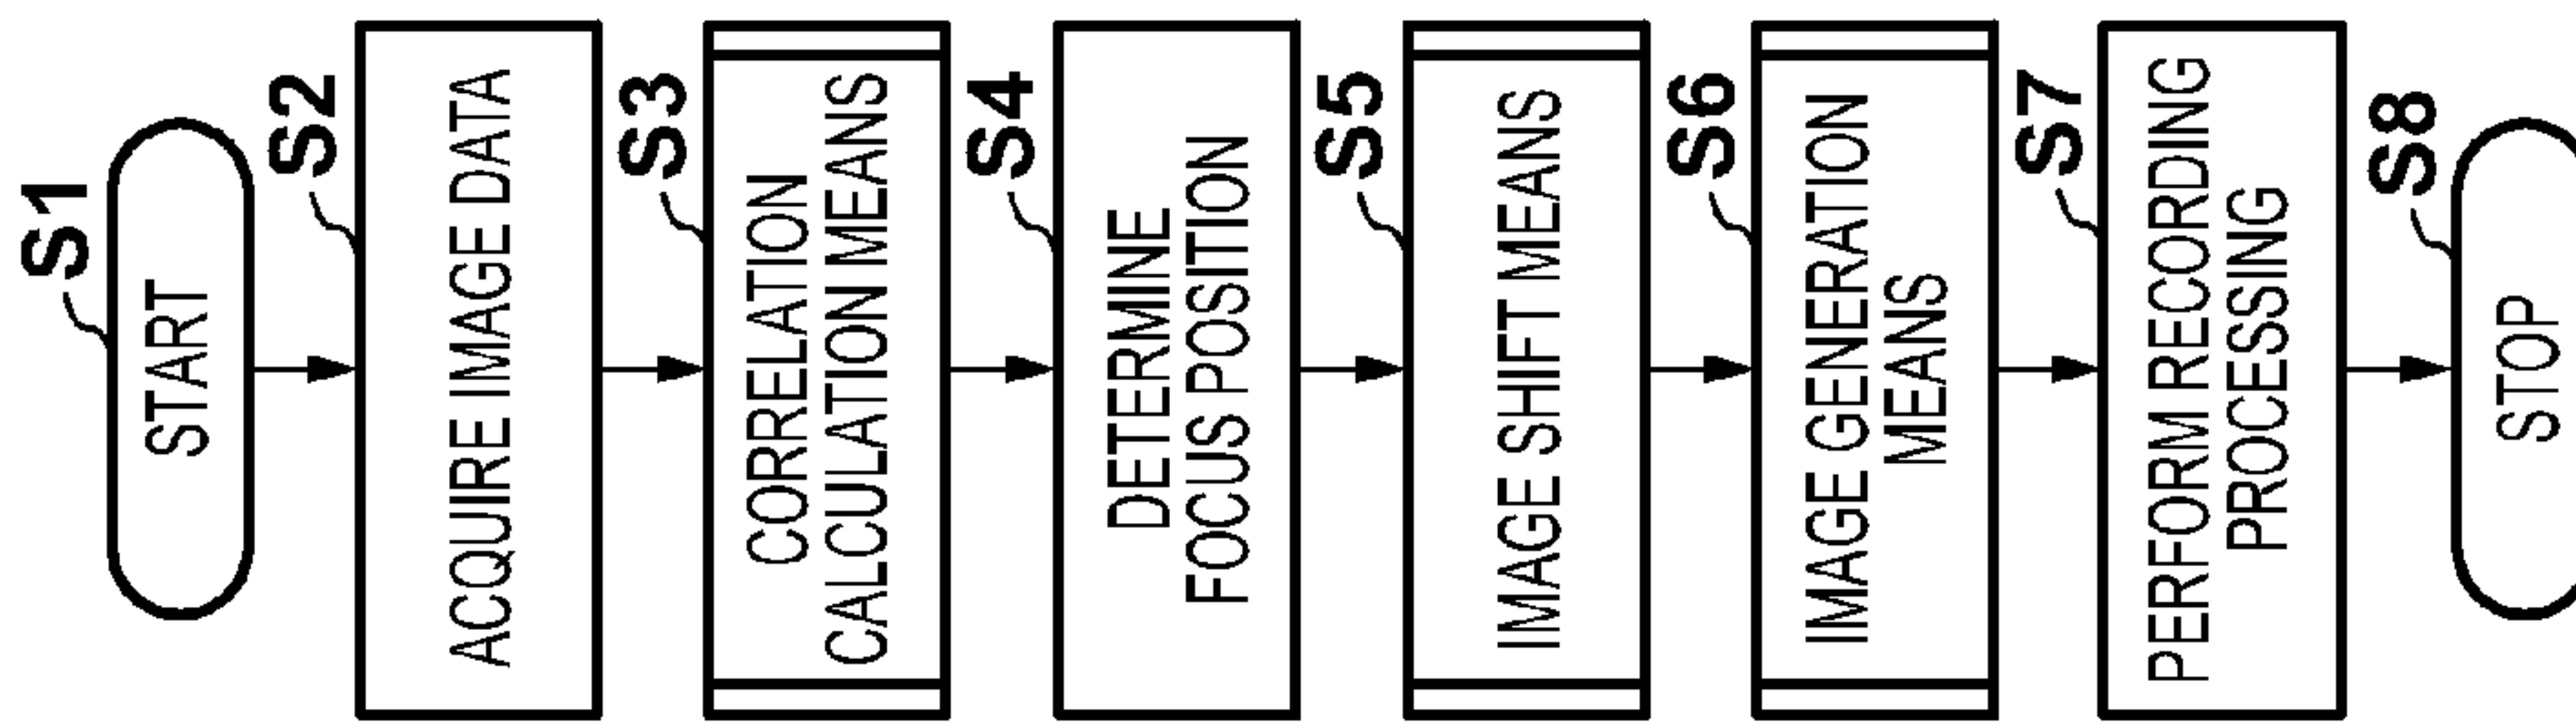 S1
START
S2
ACQUIRE IMAGE DATA
S3
CORRELATION
CALCULATION MEANS
S4
DETERMINE
FOCUS POSITION
S5
IMAGE SHIFT MEANS
S6
IMAGE GENERATION
MEANS
S7
PERFORM RECORDING
PROCESSING
S8
STOP